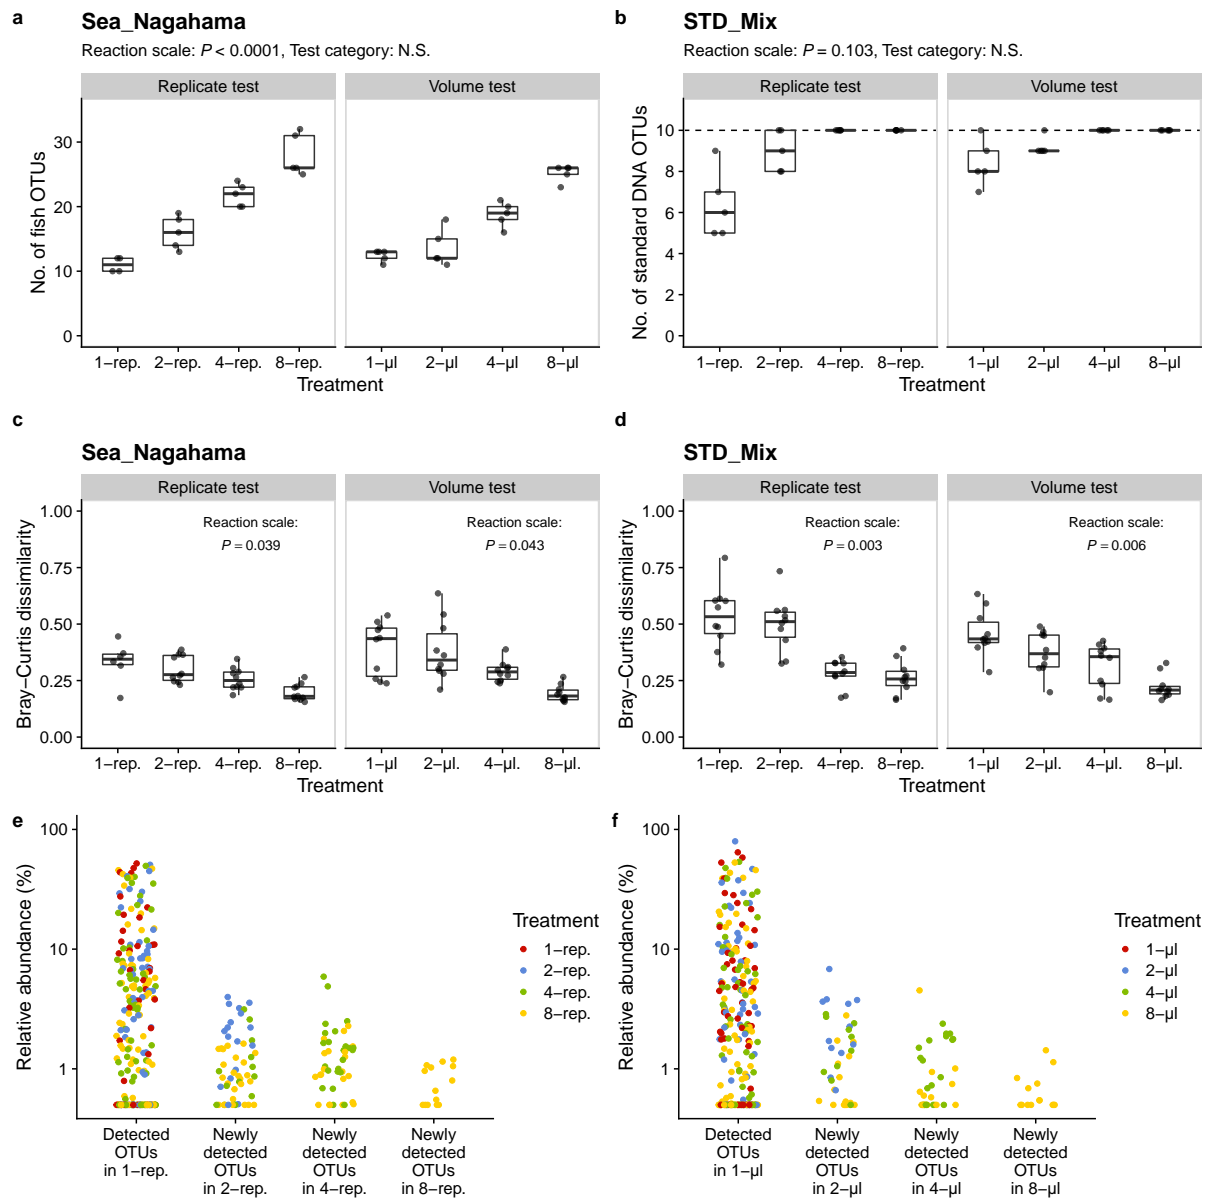 a
Sea_Nagahama
Reaction scale: P < 0.0001, Test category: N.S.
Replicate test
Volume test
No. of fish OTUs
30
20
10
0
1−rep.
2−rep.
4−rep.
8−rep.
1−µl
2−µl
4−µl
8−µl
Treatment
b
STD_Mix
Reaction scale: P = 0.103, Test category: N.S.
Replicate test
Volume test
No. of standard DNA OTUs
10
8
6
4
2
0
1−rep.
2−rep.
4−rep.
8−rep.
1−µl
2−µl
4−µl
8−µl
Treatment
c
Sea_Nagahama
Replicate test
Volume test
Reaction scale:
P = 0.039
Reaction scale:
P = 0.043
Bray−Curtis dissimilarity
1.00
0.75
0.50
0.25
0.00
1−rep.
2−rep.
4−rep.
8−rep.
1−µl
2−µl.
4−µl.
8−µl.
Treatment
d
STD_Mix
Replicate test
Volume test
Reaction scale:
P = 0.003
Reaction scale:
P = 0.006
Bray−Curtis dissimilarity
1.00
0.75
0.50
0.25
0.00
1−rep.
2−rep.
4−rep.
8−rep.
1−µl
2−µl.
4−µl.
8−µl.
Treatment
e
Relative abundance (%)
100
10
1
Detected
OTUs
in 1−rep.
Newly
detected
OTUs
in 2−rep.
Newly
detected
OTUs
in 4−rep.
Newly
detected
OTUs
in 8−rep.
Treatment
1−rep.
2−rep.
4−rep.
8−rep.
f
Relative abundance (%)
100
10
1
Detected
OTUs
in 1−µl
Newly
detected
OTUs
in 2−µl
Newly
detected
OTUs
in 4−µl
Newly
detected
OTUs
in 8−µl
Treatment
1−µl
2−µl
4−µl
8−µl